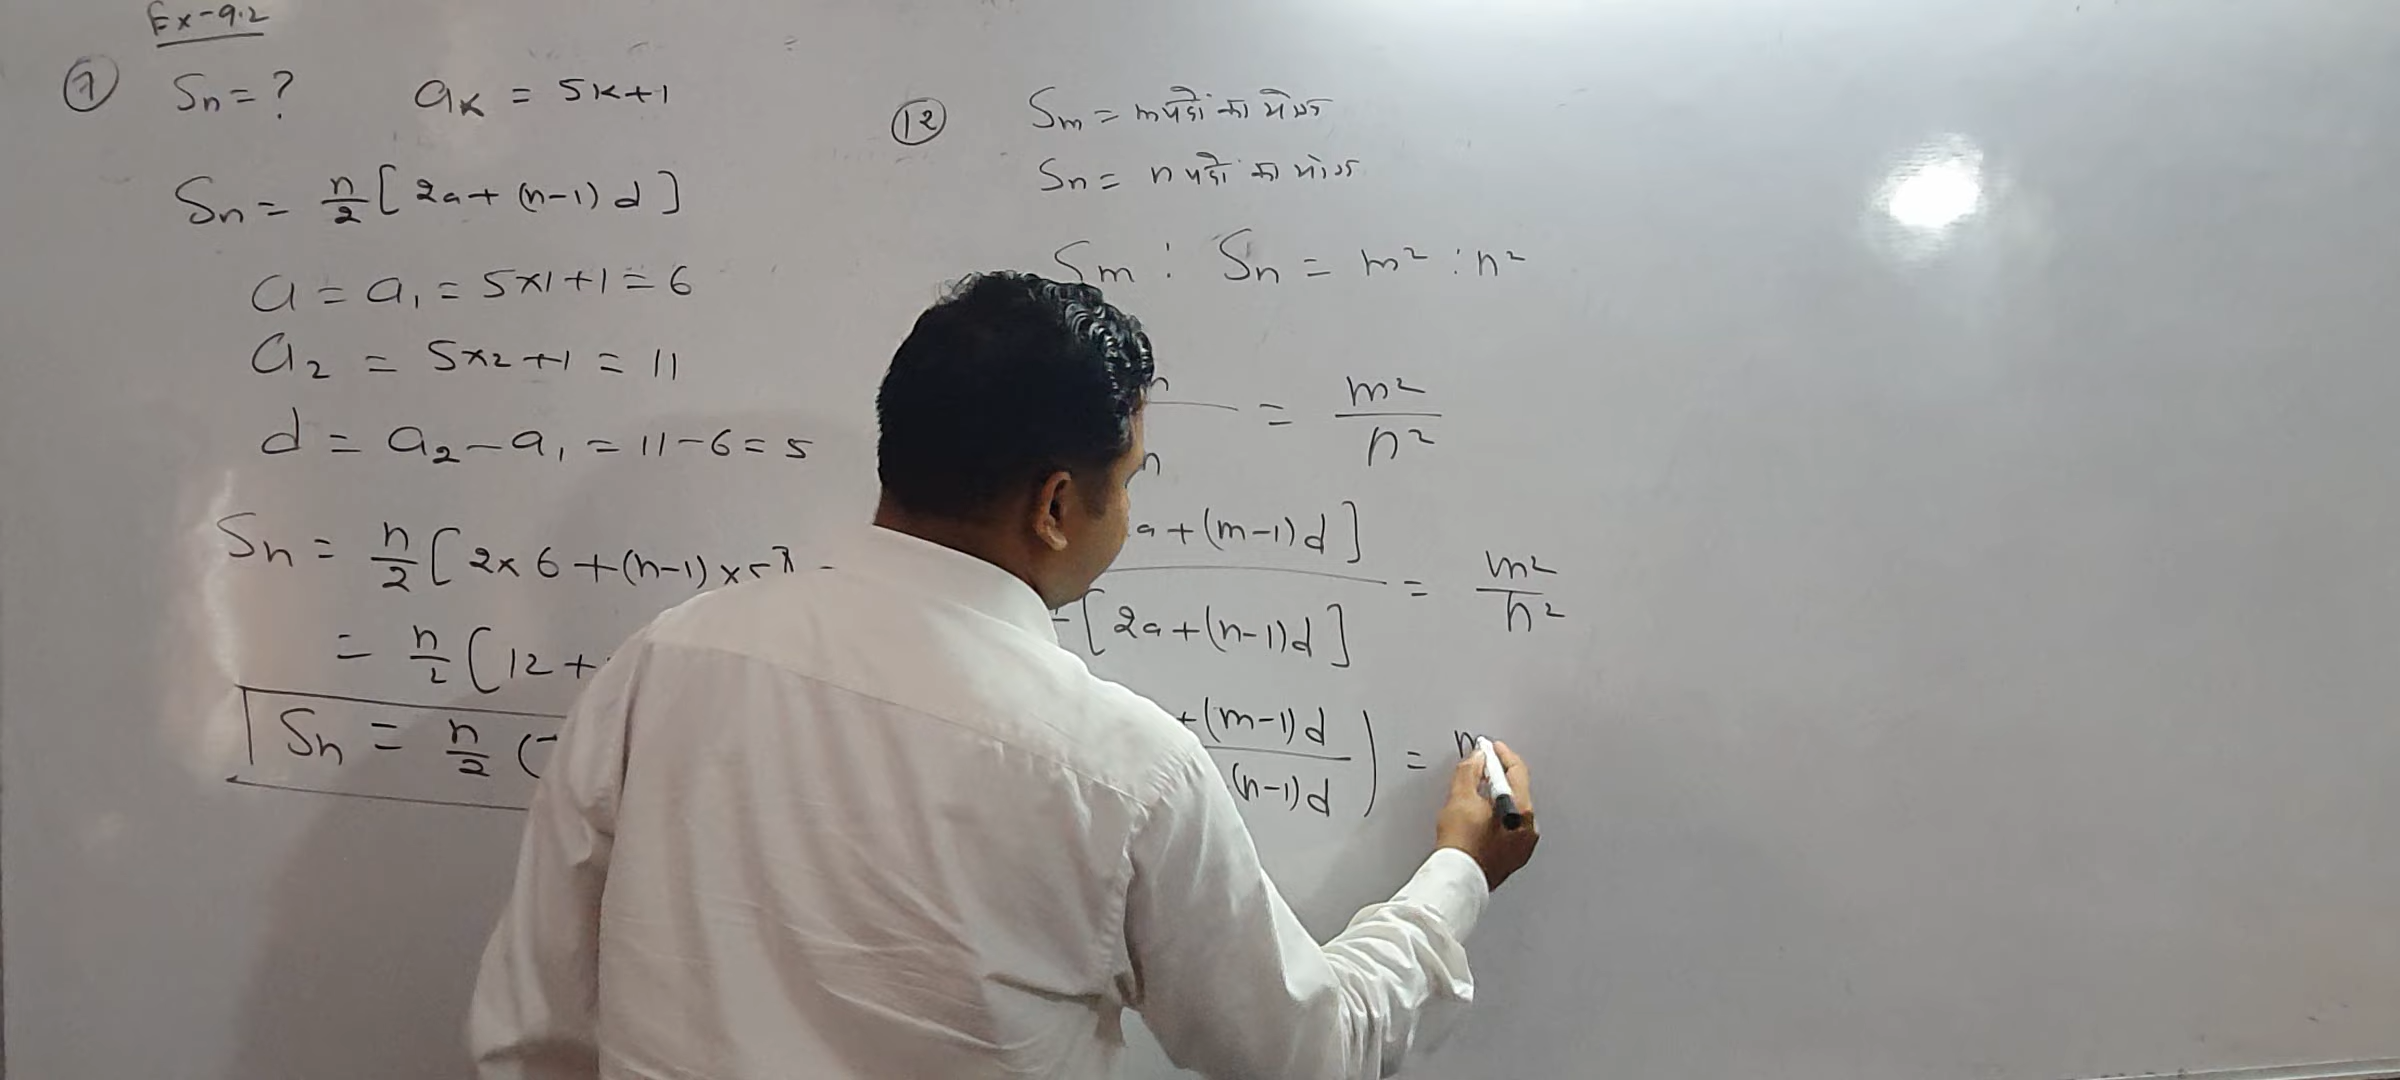 Ex-9.2
(7) Sn = ? ak = 5k+1
Sn = n/2 [2a + (n-1) d]
a = a₁ = 5×1+1 = 6
a₂ = 5×2+1 = 11
d = a₂ - a₁ = 11-6 = 5
Sn = n/2 [2×6 + (n-1)×5]
= n/2 (12+
Sn = n/2 (
(12) Sm = m पदों का योग
Sn = n पदों का योग
Sm : Sn = m² : n²
= m²/n²
a + (m-1) d] / [2a + (n-1)d] = m²/n²
+ (m-1) d / (n-1) d ) = m